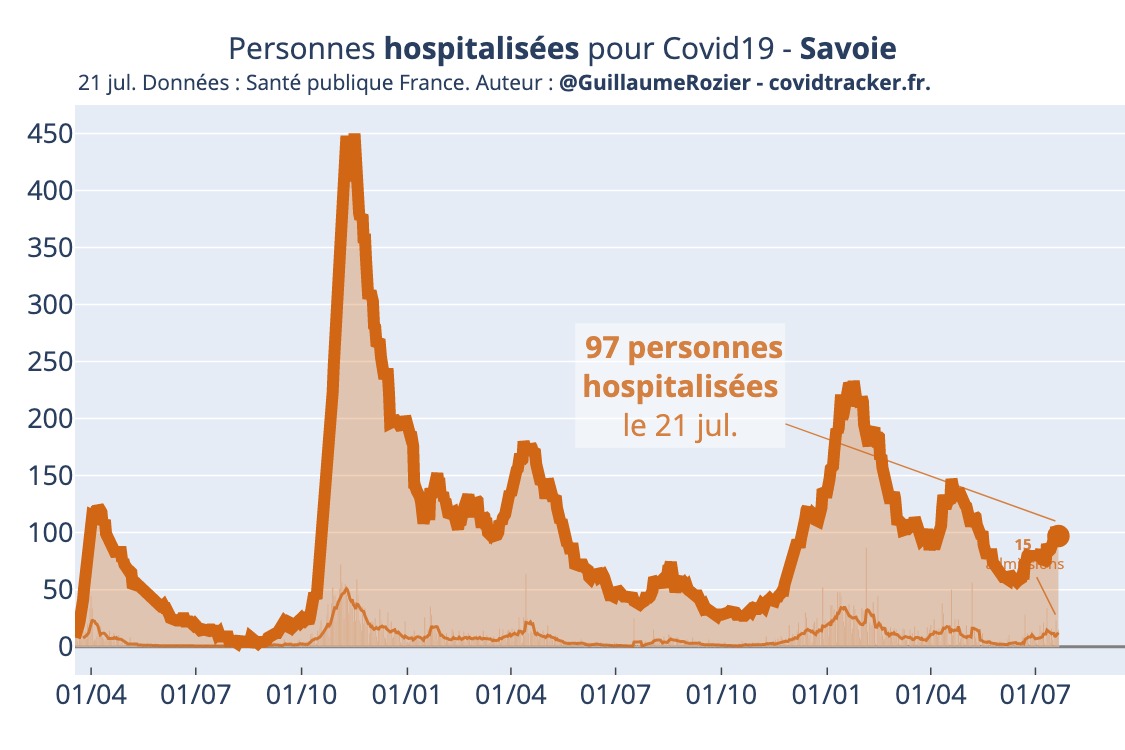 Personnes hospitalisées pour Covid19 - Savoie
21 jul. Données : Santé publique France. Auteur : @GuillaumeRozier - covidtracker.fr.
450
400
350
300
250
200
150
100
50
0
97 personnes
hospitalisées
le 21 jul.
15
admissions
01/04 01/07 01/10 01/01 01/04 01/07 01/10 01/01 01/04 01/07